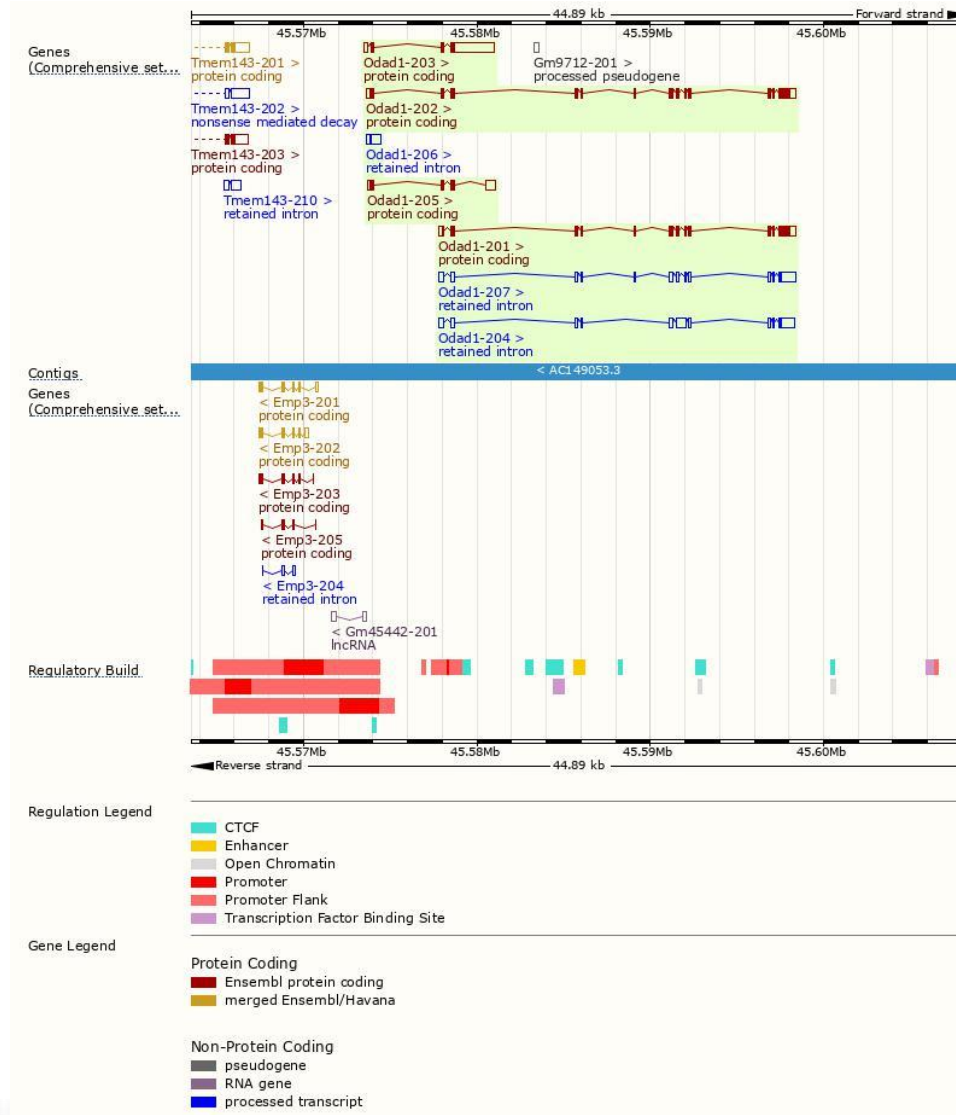 44.89 kb Forward strand
45.57Mb 45.58Mb 45.59Mb 45.60Mb
Genes
(Comprehensive set...
Tmem143-201 >
protein coding
Odad1-203 >
protein coding
Gm9712-201 >
processed pseudogene
Tmem143-202 >
nonsense mediated decay
Odad1-202 >
protein coding
Tmem143-203 >
protein coding
Odad1-206 >
retained intron
Tmem143-210 >
retained intron
Odad1-205 >
protein coding
Odad1-201 >
protein coding
Odad1-207 >
retained intron
Odad1-204 >
retained intron
Contigs
< AC149053.3
Genes
(Comprehensive set...
< Emp3-201
protein coding
< Emp3-202
protein coding
< Emp3-203
protein coding
< Emp3-205
protein coding
< Emp3-204
retained intron
< Gm45442-201
lncRNA
Regulatory Build
45.57Mb 45.58Mb 45.59Mb 45.60Mb
Reverse strand 44.89 kb
Regulation Legend
CTCF
Enhancer
Open Chromatin
Promoter
Promoter Flank
Transcription Factor Binding Site
Gene Legend
Protein Coding
Ensembl protein coding
merged Ensembl/Havana
Non-Protein Coding
pseudogene
RNA gene
processed transcript